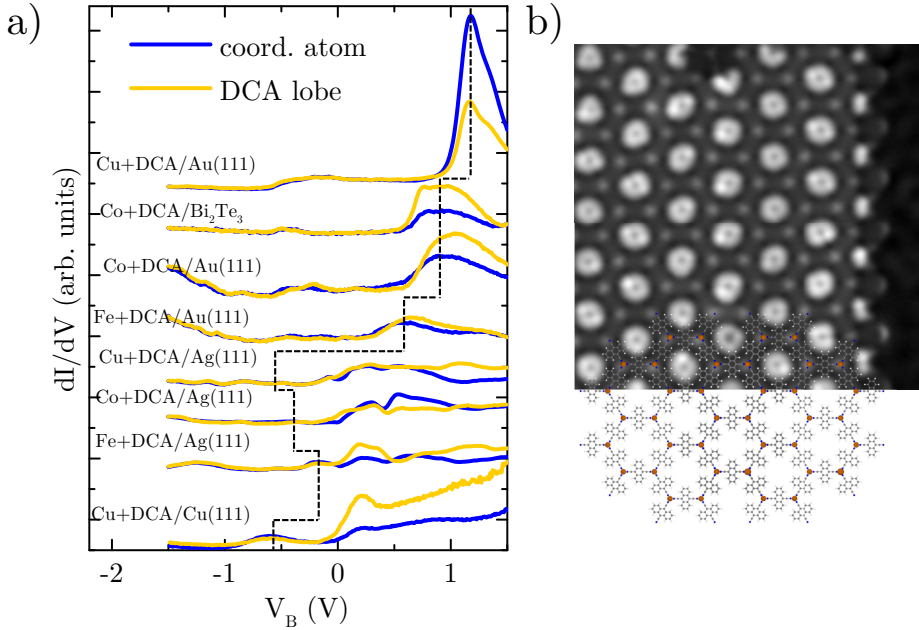 a)
coord. atom
DCA lobe
Cu+DCA/Au(111)
Co+DCA/Bi₂Te₃
Co+DCA/Au(111)
Fe+DCA/Au(111)
Cu+DCA/Ag(111)
Co+DCA/Ag(111)
Fe+DCA/Ag(111)
Cu+DCA/Cu(111)
dI/dV (arb. units)
-2 -1 0 1
V_B (V)
b)